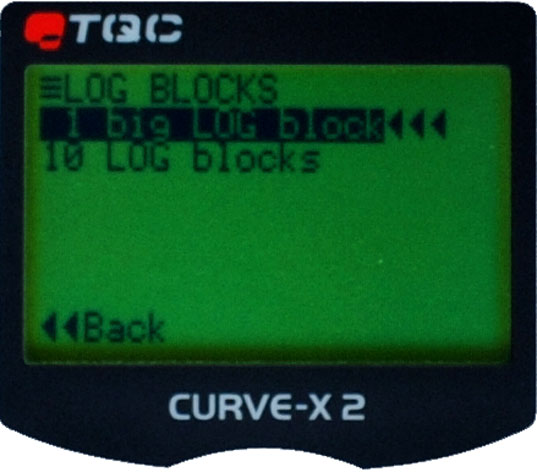 TQC
≡LOG BLOCKS
1 big LOG block◀◀◀
10 LOG blocks
◀◀Back
CURVE-X 2